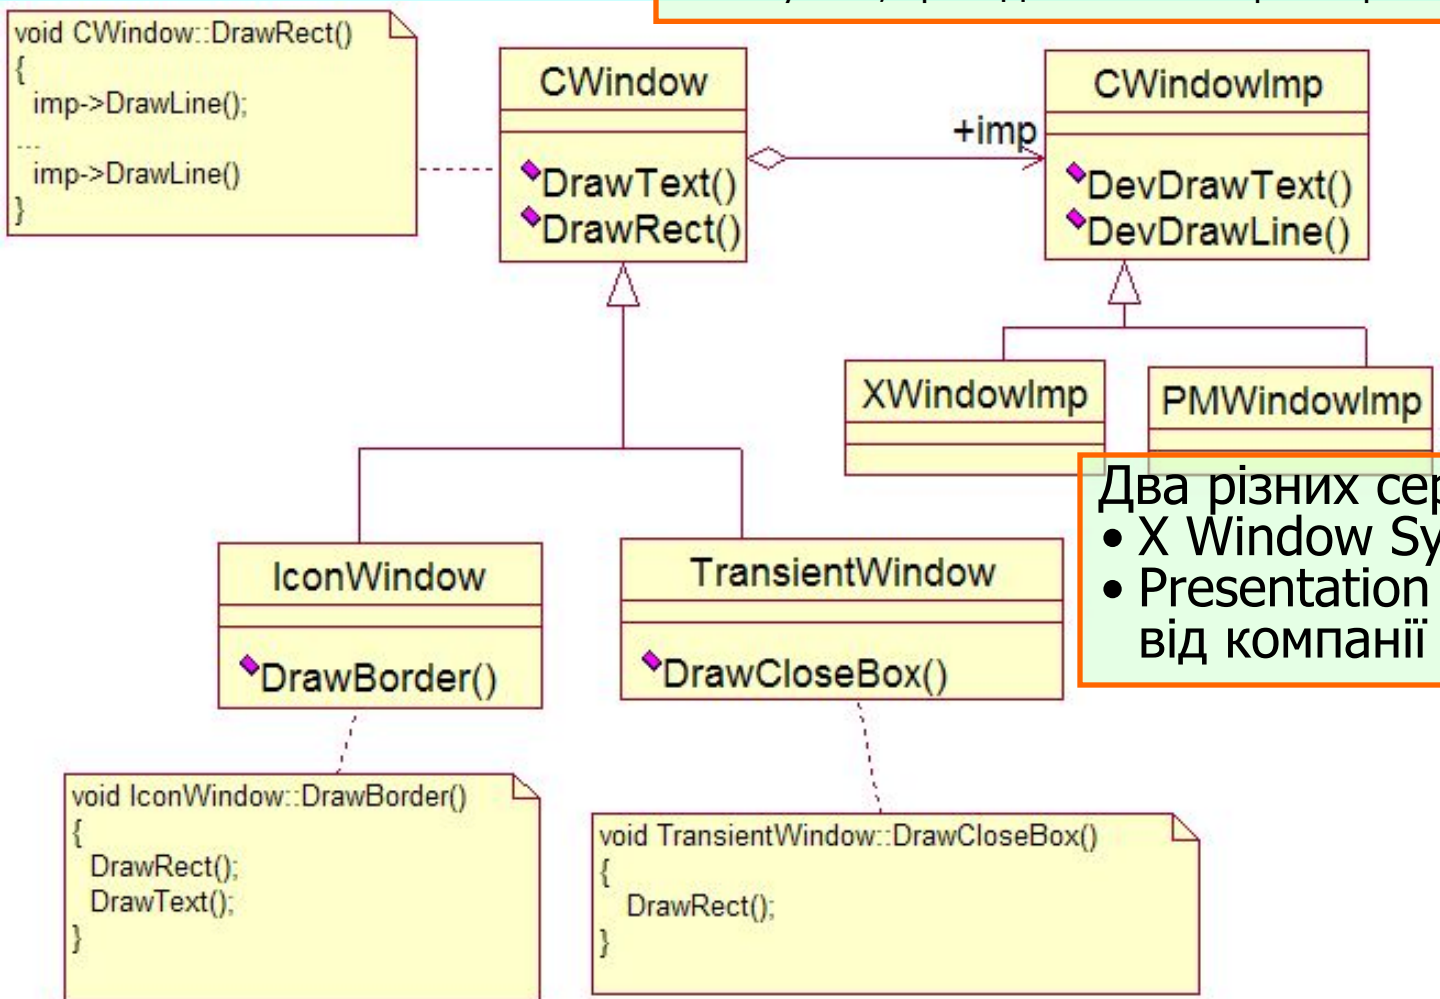 void CWindow::DrawRect()
{
imp->DrawLine();
...
imp->DrawLine()
}
CWindow
DrawText()
DrawRect()
+imp
CWindowImp
DevDrawText()
DevDrawLine()
XWindowImp
PMWindowImp
Два різних
• X Window
• Presentation
від компанії
IconWindow
DrawBorder()
TransientWindow
DrawCloseBox()
void IconWindow::DrawBorder()
{
DrawRect();
DrawText();
}
void TransientWindow::DrawCloseBox()
{
DrawRect();
}